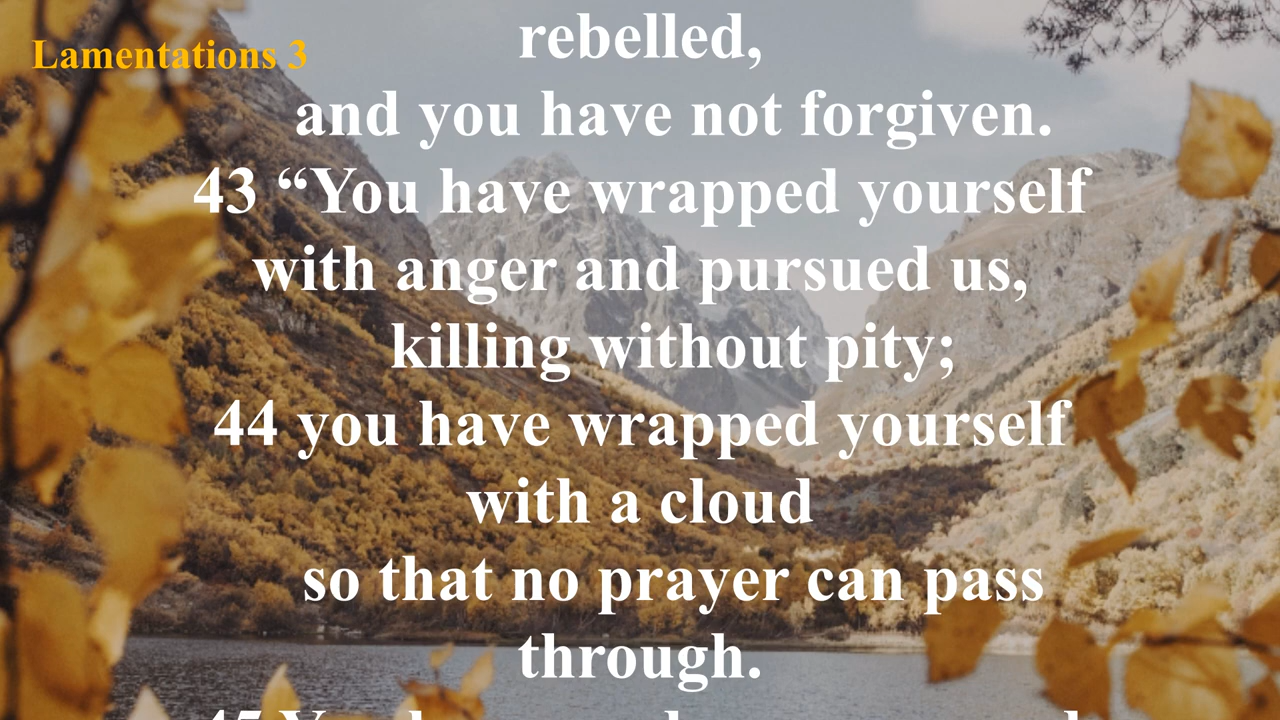 Lamentations 3
rebelled,
and you have not forgiven.
43 “You have wrapped yourself
with anger and pursued us,
killing without pity;
44 you have wrapped yourself
with a cloud
so that no prayer can pass
through.